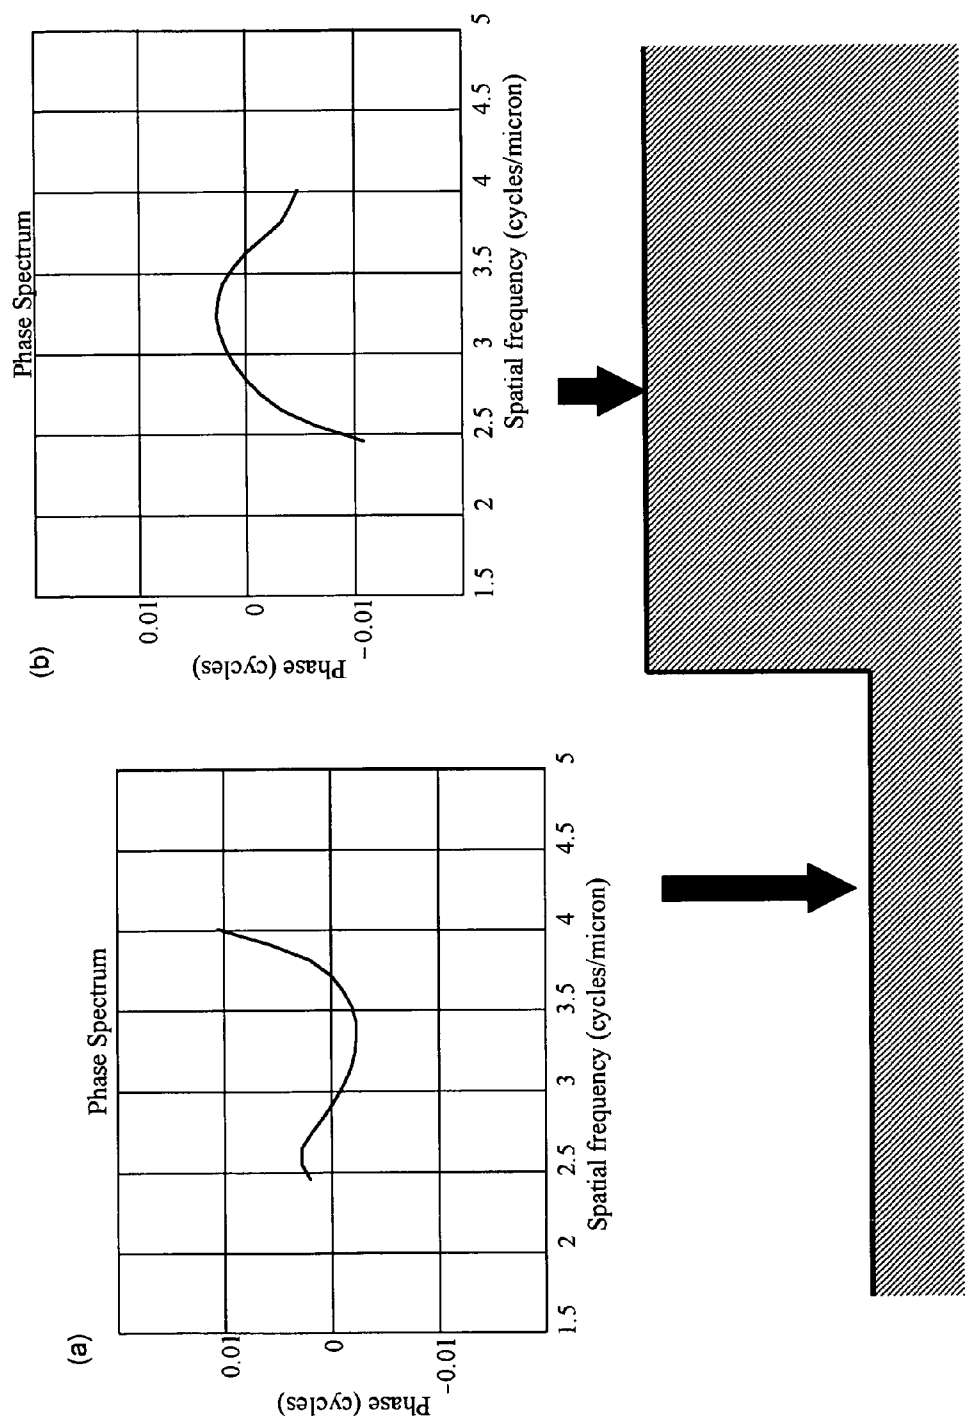 (a)
Phase Spectrum
Phase (cycles)
0.01
0
-0.01
1.5
2
2.5
3
3.5
4
4.5
5
Spatial frequency (cycles/micron)
(b)
Phase Spectrum
Phase (cycles)
0.01
0
-0.01
1.5
2
2.5
3
3.5
4
4.5
5
Spatial frequency (cycles/micron)